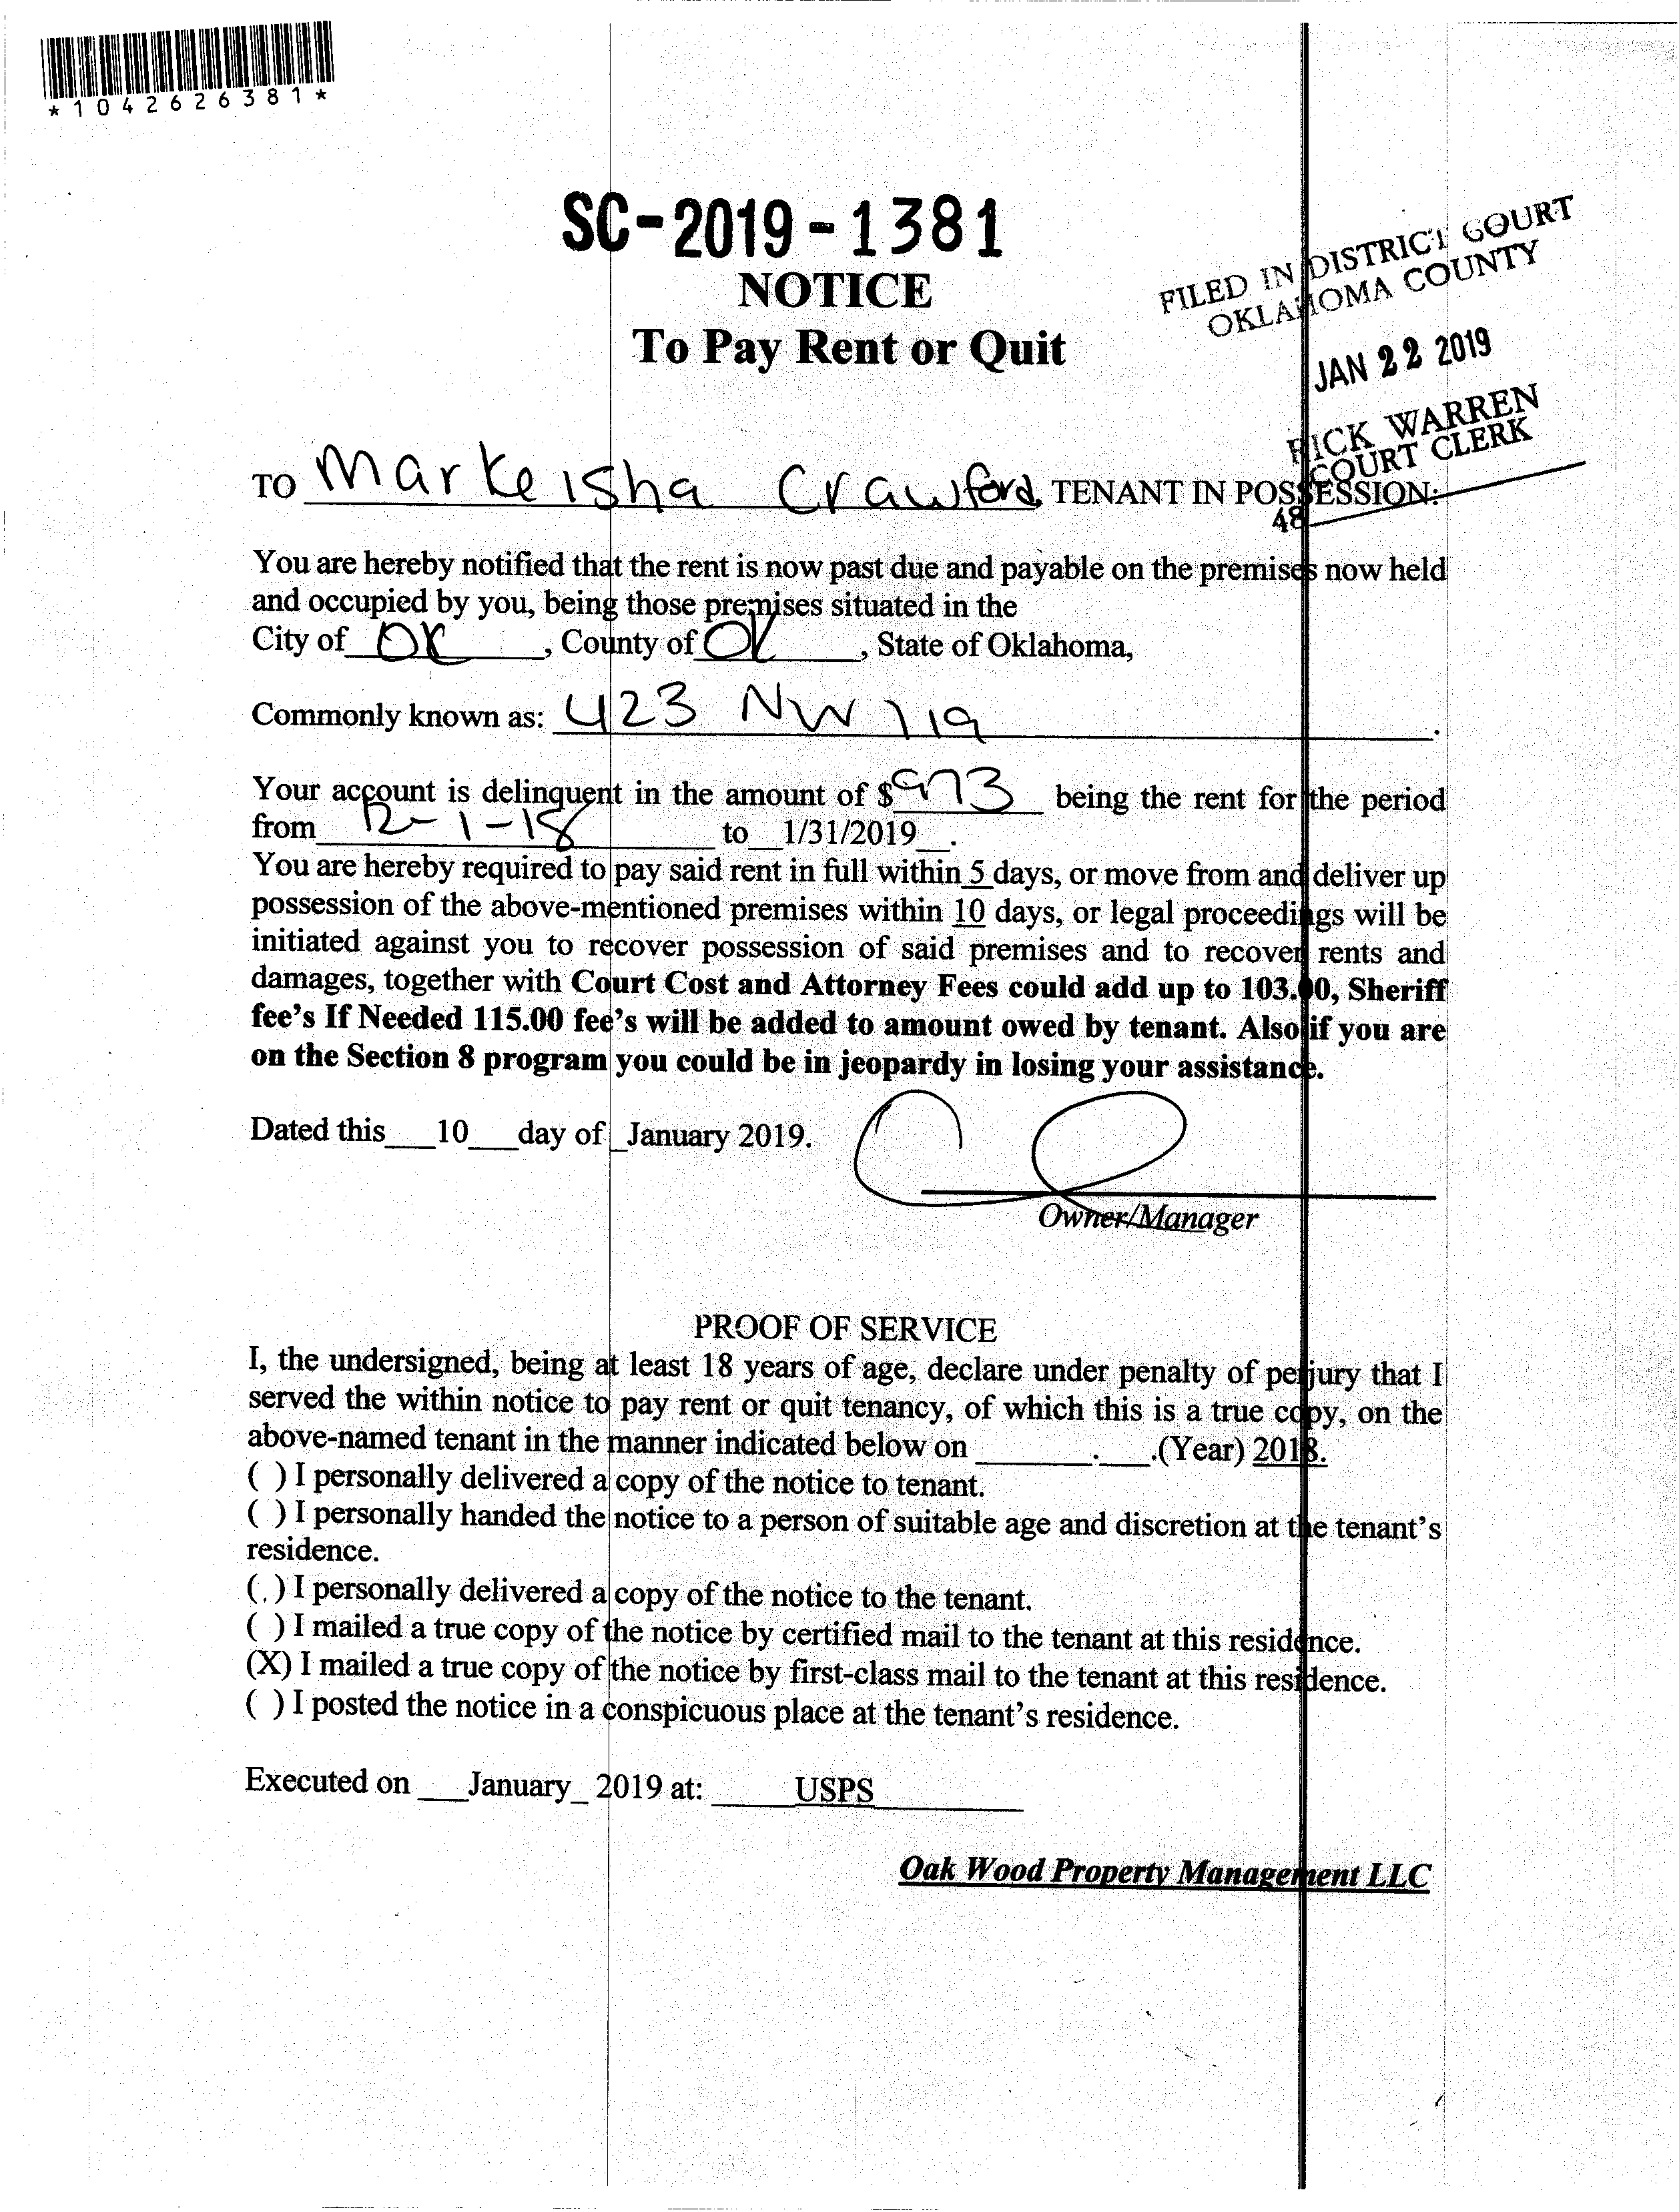 *1042626381*
SC-2019-1381
NOTICE
To Pay Rent or Quit
FILED IN DISTRICT COURT
OKLAHOMA COUNTY
JAN 22 2019
RICK WARREN
COURT CLERK
48
TO Markeisha Crawford, TENANT IN POSSESSION:
You are hereby notified that the rent is now past due and payable on the premises now held
and occupied by you, being those premises situated in the
City of OK, County of OK, State of Oklahoma,
Commonly known as: 423 NW 119.
Your account is delinquent in the amount of $973 being the rent for the period
from 12-1-18 to 1/31/2019.
You are hereby required to pay said rent in full within 5 days, or move from and deliver up
possession of the above-mentioned premises within 10 days, or legal proceedings will be
initiated against you to recover possession of said premises and to recover rents and
damages, together with Court Cost and Attorney Fees could add up to 103.00, Sheriff
fee's If Needed 115.00 fee's will be added to amount owed by tenant. Also if you are
on the Section 8 program you could be in jeopardy in losing your assistance.
Dated this 10 day of January 2019.
Owner/Manager
PROOF OF SERVICE
I, the undersigned, being at least 18 years of age, declare under penalty of perjury that I
served the within notice to pay rent or quit tenancy, of which this is a true copy, on the
above-named tenant in the manner indicated below on ______.___.(Year) 2018.
( ) I personally delivered a copy of the notice to tenant.
( ) I personally handed the notice to a person of suitable age and discretion at the tenant's
residence.
( ) I personally delivered a copy of the notice to the tenant.
( ) I mailed a true copy of the notice by certified mail to the tenant at this residence.
(X) I mailed a true copy of the notice by first-class mail to the tenant at this residence.
( ) I posted the notice in a conspicuous place at the tenant's residence.
Executed on ___January_ 2019 at: USPS
Oak Wood Property Management LLC